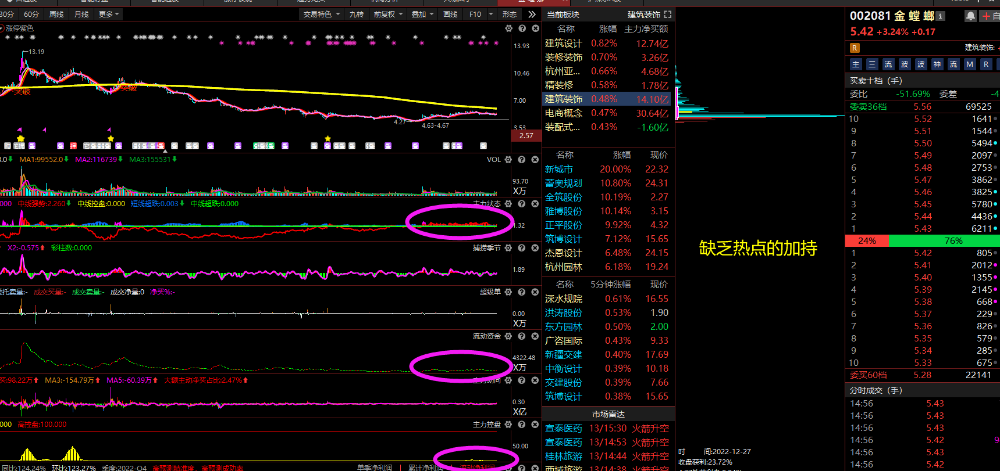 60分 周线 月线 更多
交易特色 九转 前复权 叠加 画线 F10 形态
涨停紫色
13.93
13.19
10.46
突破
突破
7.00
4.27
4.63-4.67
3.53
2.57
MA1:99552.0 MA2:116739 MA3:155531
VOL
93.70
X万
中线强势:2.260 中线控盘:0.000 短线超跌:0.003 中线超跌:0.000
主力状态
1.32
X2:-0.575 彩柱数:0.000
捕捞季节
1.89
委托卖量:- 成交买量:- 成交卖量:- 成交净量:0 净买%:-
超级单
0.00
X万
流动资金
4322.48
X万
买:98.22万 MA3:-154.79万 MA5:-60.39万 大额主动净买占比:2.47%
主力动向
0.30
X亿
000 高控盘:100.000
主力控盘
50.00
同比:124.24% 环比:123.27% 季度:2022-Q4 高预测精准度，高预测成功率
单季净利润 累计净利润 流动净利润
当前板块 建筑装饰
名称 涨幅 主力净买额
建筑设计 0.82% 12.74亿
装修装饰 0.70% 3.26亿
杭州亚... 0.66% 4.68亿
精装修 0.58% 1.78亿
建筑装饰 0.48% 14.10亿
电商概念 0.47% 30.64亿
装配式... 0.43% -1.60亿
名称 涨幅 现价
新城市 20.00% 22.32
蕾奥规划 10.80% 24.31
全筑股份 10.19% 2.27
雅博股份 10.14% 3.15
正平股份 9.92% 4.32
筑博设计 7.12% 15.65
杰恩设计 6.48% 24.15
杭州园林 6.18% 19.24
名称 5分钟涨幅 现价
深水规院 0.61% 16.55
洪涛股份 0.53% 1.90
东方园林 0.50% 2.00
广咨国际 0.43% 9.33
新疆交建 0.40% 17.69
中衡设计 0.39% 10.18
交建股份 0.39% 7.66
筑博设计 0.38% 15.65
市场雷达
宣泰医药 13/15:30 火箭升空
宣泰医药 13/14:53 火箭升空
桂林旅游 13/14:44 火箭升空
西域旅游 13/14:38 火箭升空
缺乏热点的加持
时 间:2022-12-27
收盘获利:23.72%
002081 金螳螂
5.42 +3.24% +0.17
R 建筑装饰:
主 三 流 波 波 神 流 M R
买卖十档（手）
委比 -51.69% 委差
委卖36档 5.56 69525
10 5.52 1641
9 5.51 1544
8 5.50 5494
7 5.49 2097
6 5.48 2753
5 5.47 3862
4 5.46 3825
3 5.45 5780
2 5.44 4436
1 5.43 6211
24% 76%
1 5.42 805
2 5.41 2012
3 5.40 1355
4 5.39 2145
5 5.38 668
6 5.37 229
7 5.36 826
8 5.35 579
9 5.34 285
10 5.33 675
委买60档 5.28 22141
分时成交（手）
14:56 5.43
14:56 5.43
14:56 5.43
14:56 5.42
14:56 5.43
14:56 5.42